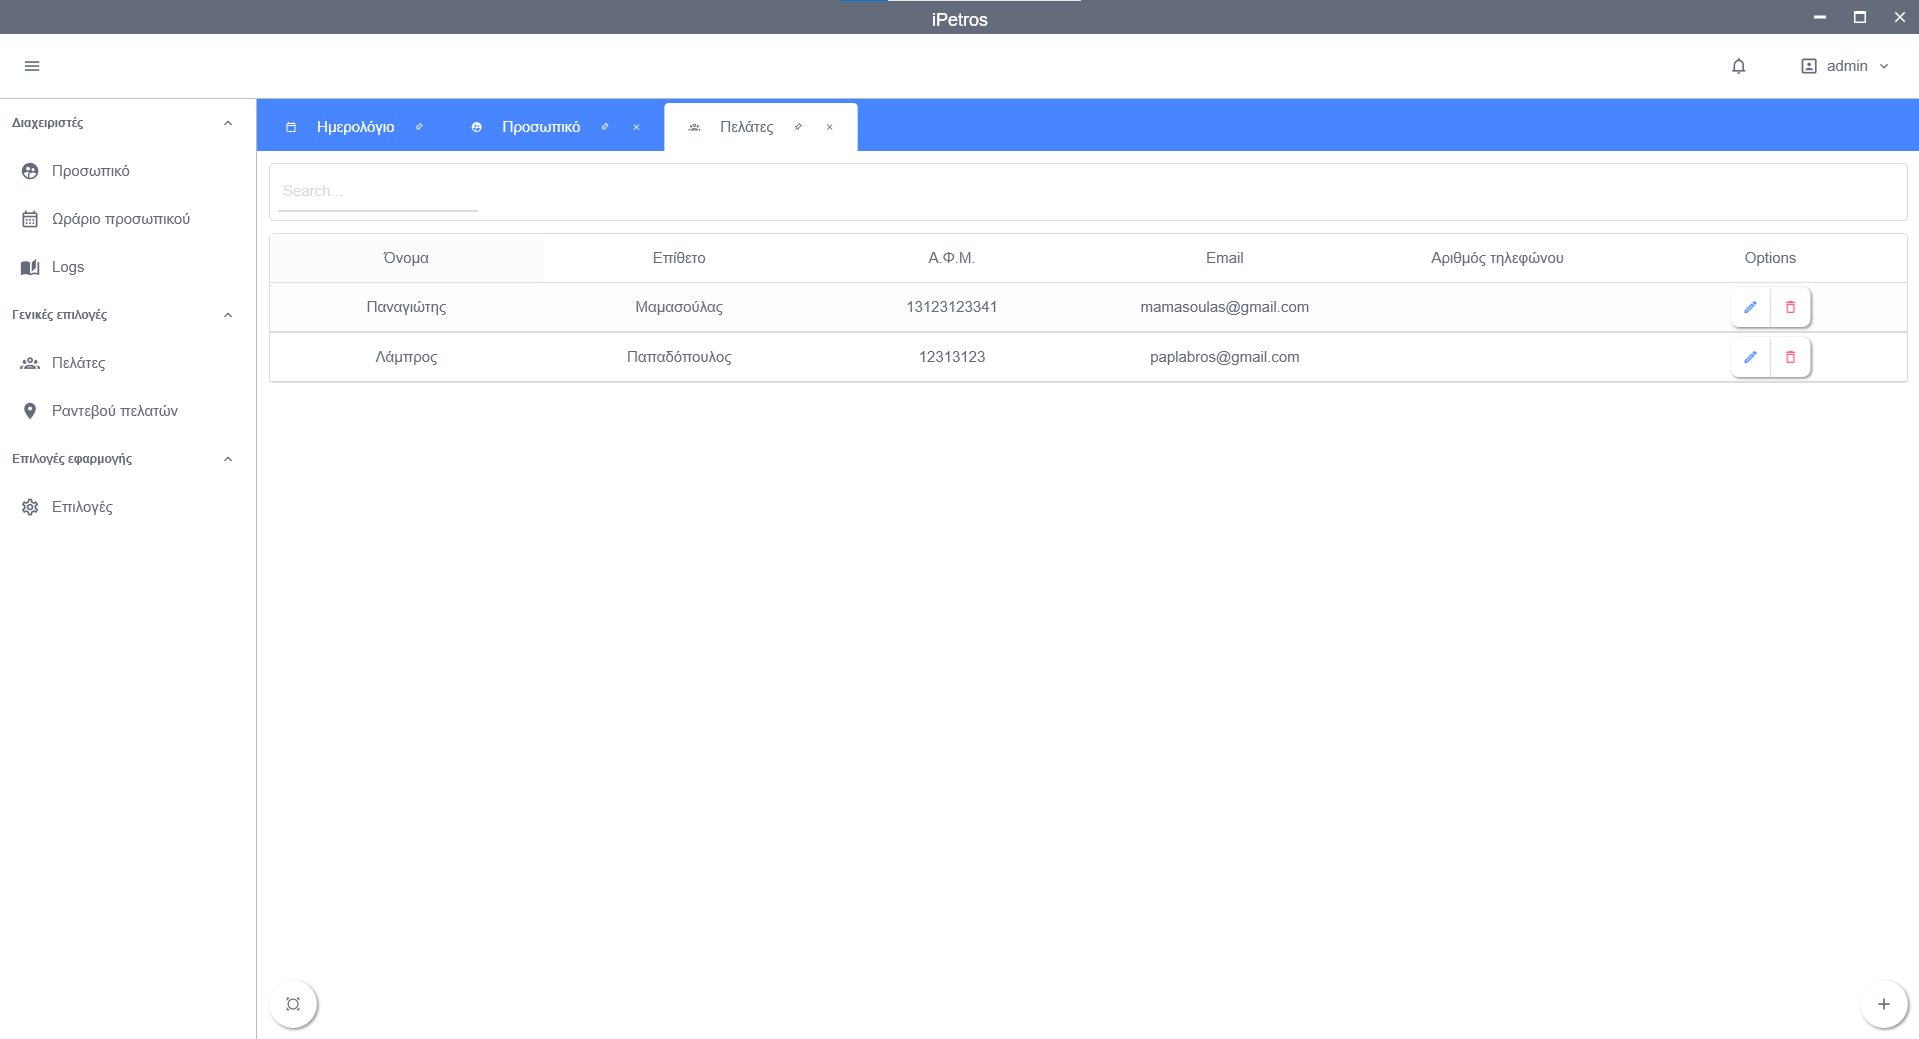 iPetros
admin
Διαχειριστές
Προσωπικό
Ωράριο προσωπικού
Logs
Γενικές επιλογές
Πελάτες
Ραντεβού πελατών
Επιλογές εφαρμογής
Επιλογές
Ημερολόγιο Προσωπικό Πελάτες
Search...
Όνομα Επίθετο Α.Φ.Μ. Email Αριθμός τηλεφώνου Options
Παναγιώτης Μαμασούλας 13123123341 mamasoulas@gmail.com
Λάμπρος Παπαδόπουλος 12313123 paplabros@gmail.com